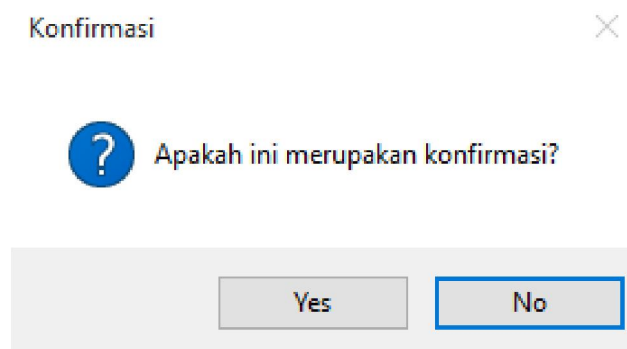 Konfirmasi
Apakah ini merupakan konfirmasi?
Yes
No